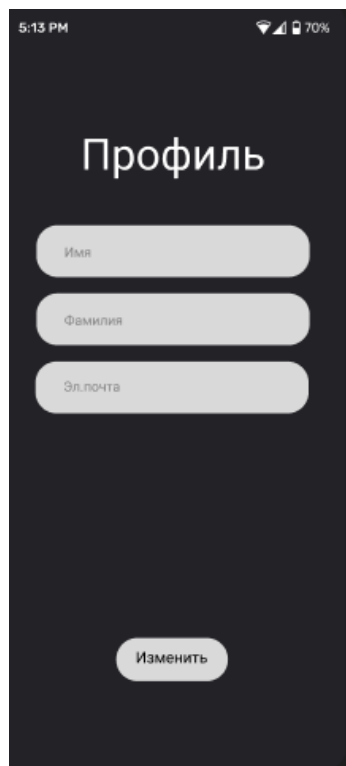 5:13 PM 70%
Профиль
Имя
Фамилия
Эл.почта
Изменить